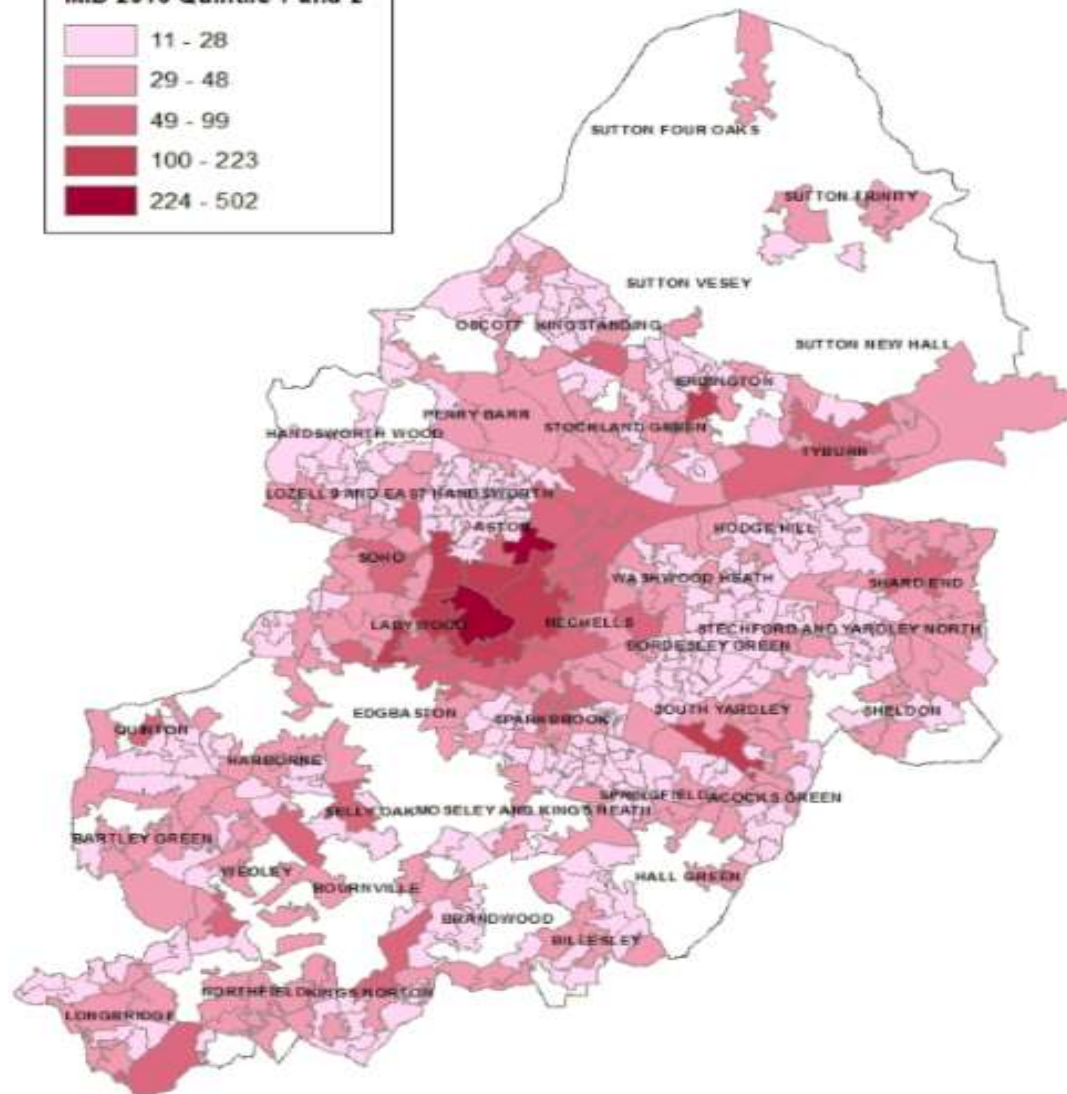 11 - 28
29 - 48
49 - 99
100 - 223
224 - 502
SUTTON FOUR OAKS
SUTTON TRINITY
SUTTON VESEY
OSCOTT
KINGSTANDING
SUTTON NEW HALL
ERDINGTON
PERRY BARR
STOCKLAND GREEN
HANDSWORTH WOOD
TYBURN
LOZELLS AND EAST HANDSWORTH
ASTON
HODGE HILL
SOHO
WASHWOOD HEATH
SHARD END
LADYWOOD
NECHELLS
STECHFORD AND YARDLEY NORTH
BORDESLEY GREEN
EDGBASTON
SPARKBROOK
SOUTH YARDLEY
SHELDON
QUINTON
HARBORNE
SPRINGFIELD
ACOCKS GREEN
SELLY OAK
MOSELEY AND KINGS HEATH
BARTLEY GREEN
WEOLEY
BOURNVILLE
HALL GREEN
BRANDWOOD
BILLESLEY
NORTHFIELD
KINGS NORTON
LONGBRIDGE